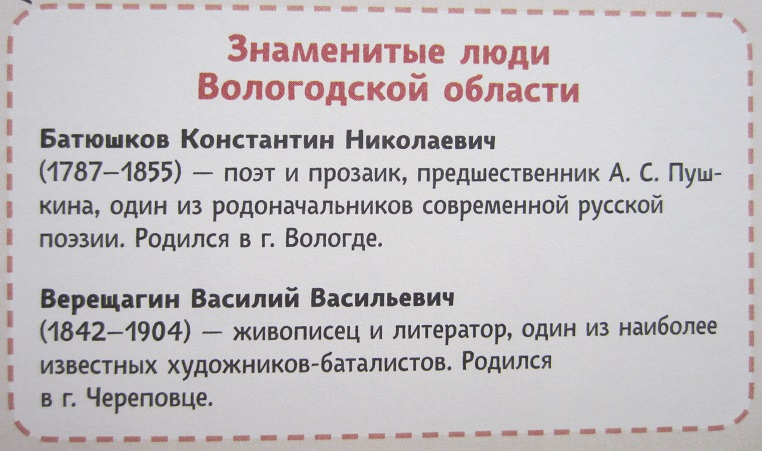 Знаменитые люди
Вологодской области
Батюшков Константин Николаевич
(1787—1855) — поэт и прозаик, предшественник А. С. Пуш-
кина, один из родоначальников современной русской
поэзии. Родился в г. Вологде.
Верещагин Василий Васильевич
(1842—1904) — живописец и литератор, один из наиболее
известных художников-баталистов. Родился
в г. Череповце.